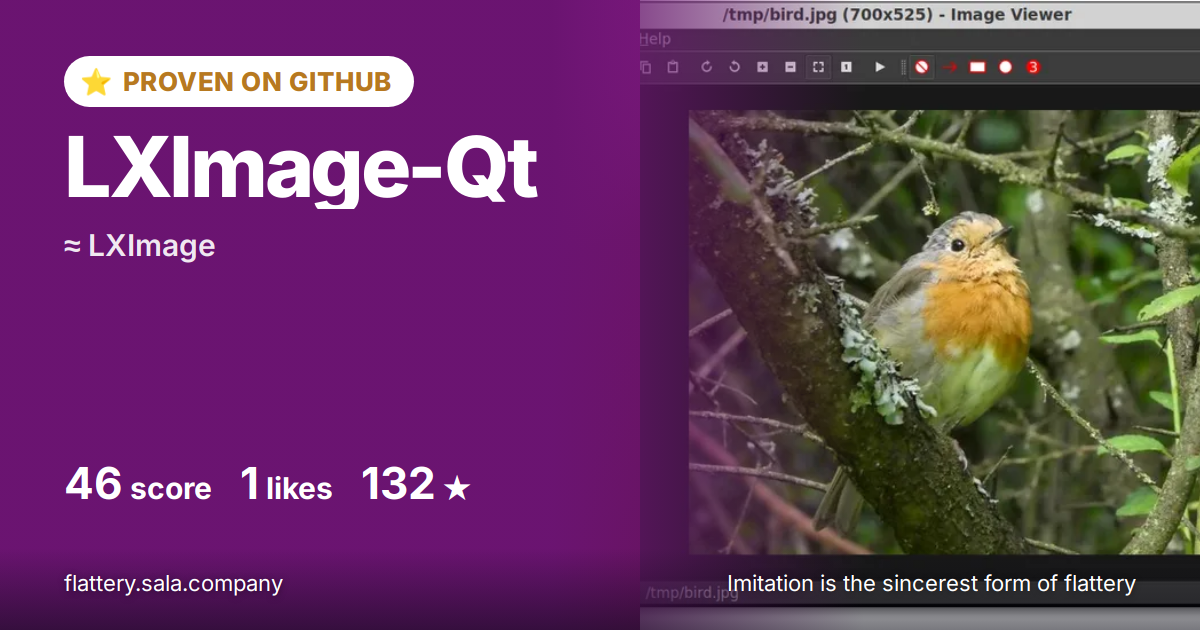 ⭐ PROVEN ON GITHUB
LXImage-Qt
≈ LXImage
46 score 1 likes 132 ★
flattery.sala.company
/tmp/bird.jpg (700x525) - Image Viewer
Help
3
/tmp/bird.jpg
Imitation is the sincerest form of flattery